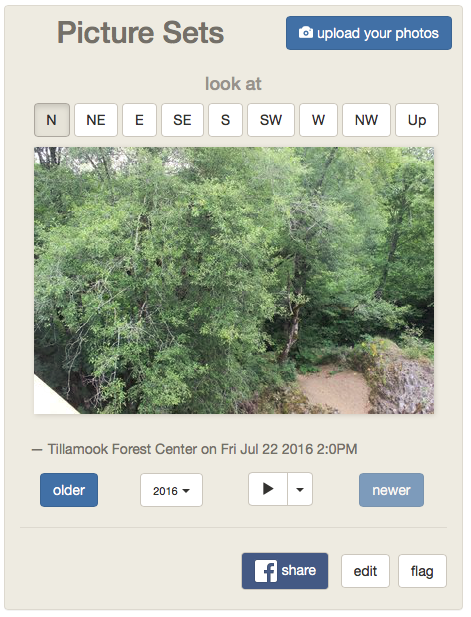 Picture Sets
upload your photos
look at
N NE E SE S SW W NW Up
— Tillamook Forest Center on Fri Jul 22 2016 2:0PM
older 2016 newer
f share edit flag